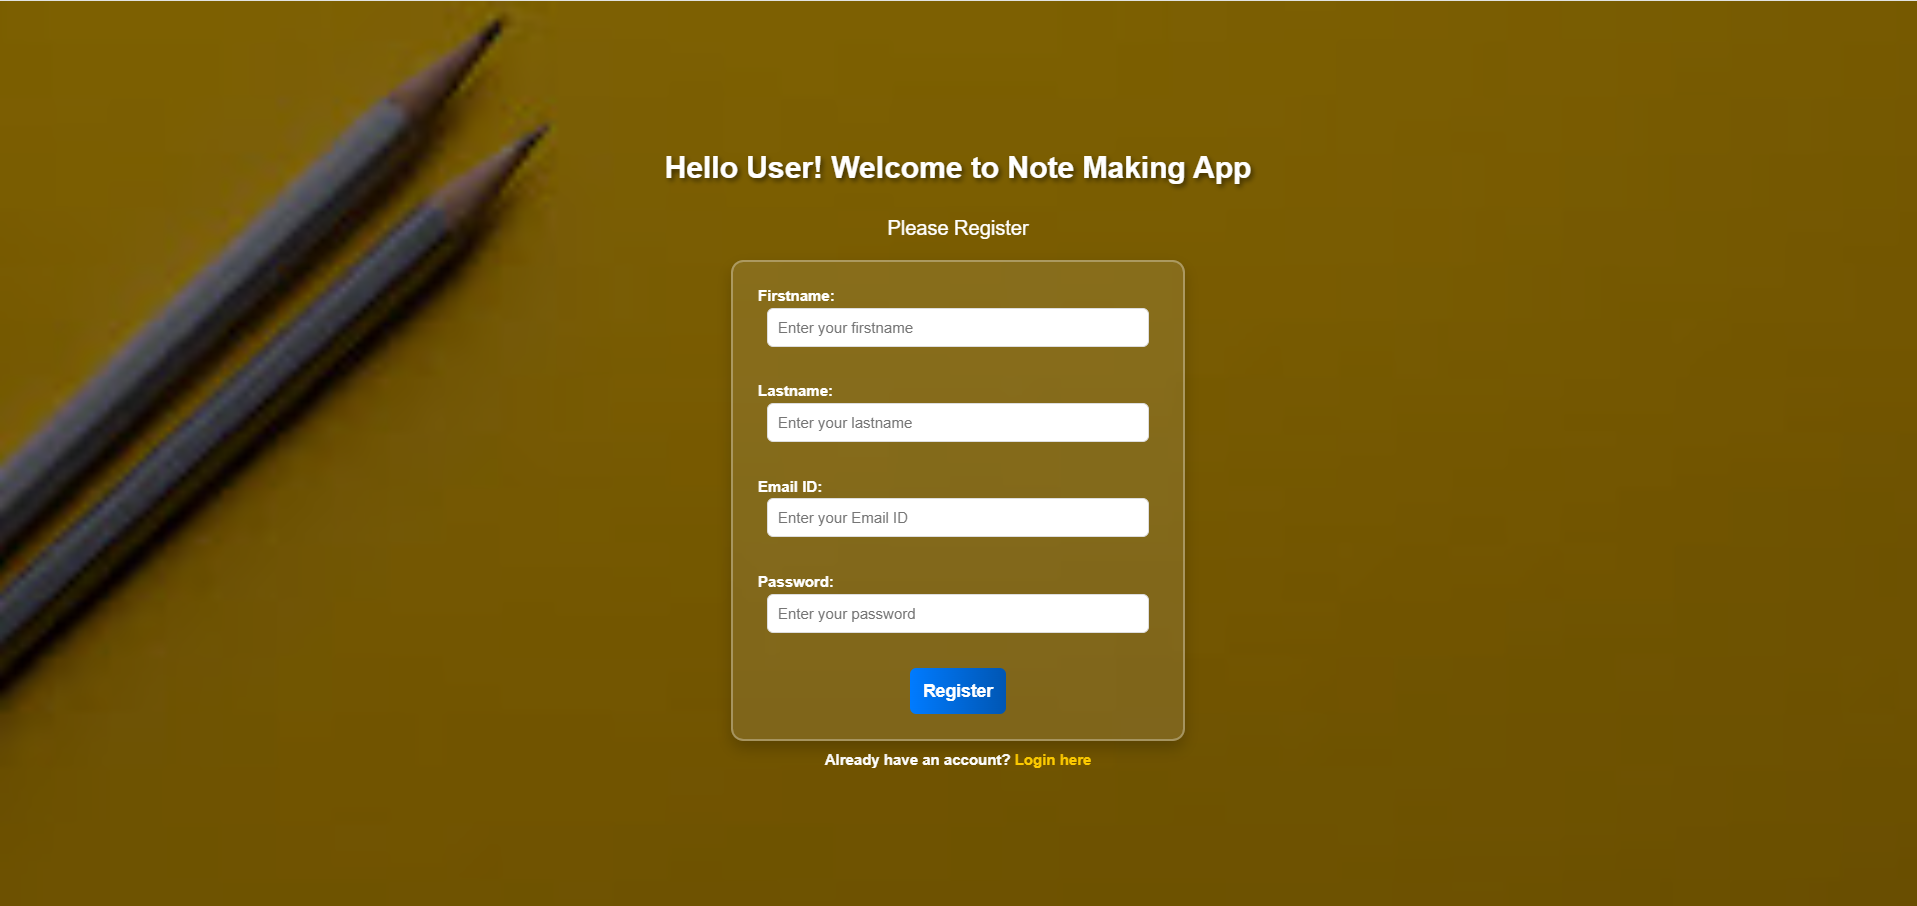 Hello User! Welcome to Note Making App
Please Register
Firstname:
Enter your firstname
Lastname:
Enter your lastname
Email ID:
Enter your Email ID
Password:
Enter your password
Register
Already have an account? Login here